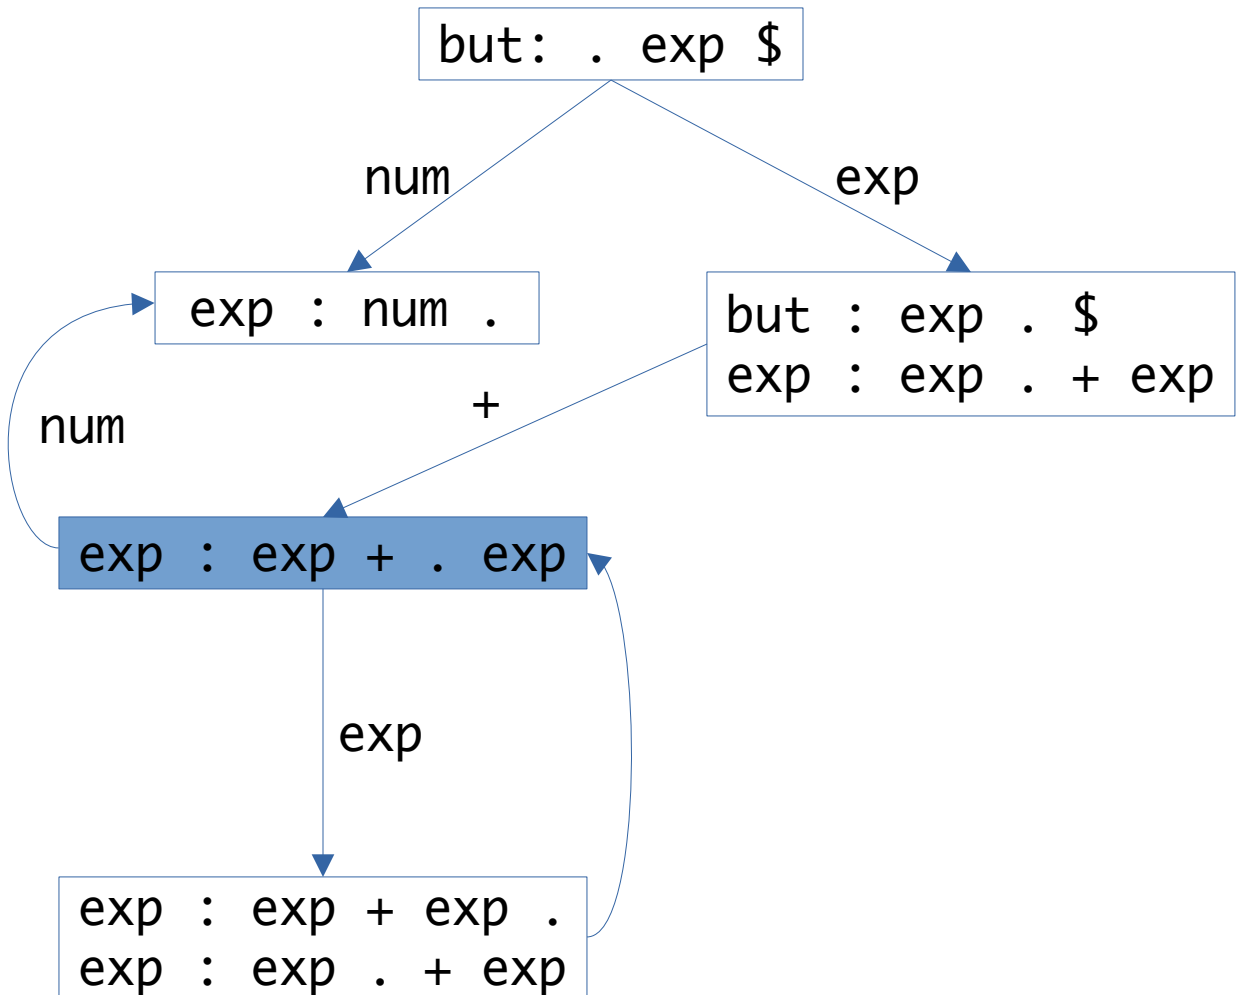 but: . exp $
num
exp
exp : num .
but : exp . $
exp : exp . + exp
+
num
exp : exp + . exp
exp
exp : exp + exp .
exp : exp . + exp